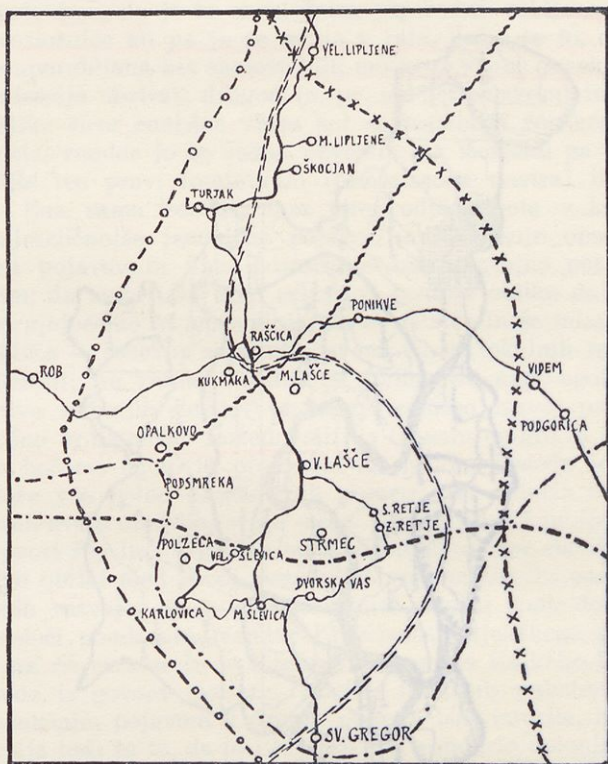 VEL. LIPLJENE
M. LIPLJENE
ŠKOCJAN
TURJAK
PONIKVE
RAŠČICA
ROB
KUKMAKA
M. LAŠČE
VIDEM
PODGORICA
OPALKOVO
V. LAŠČE
PODSMREKA
S. RETJE
Z. RETJE
STRMEC
POLZECA
VEL. SLEVICA
DVORSKA VAS
KARLOVICA
M. SLEVICA
SV. GREGOR